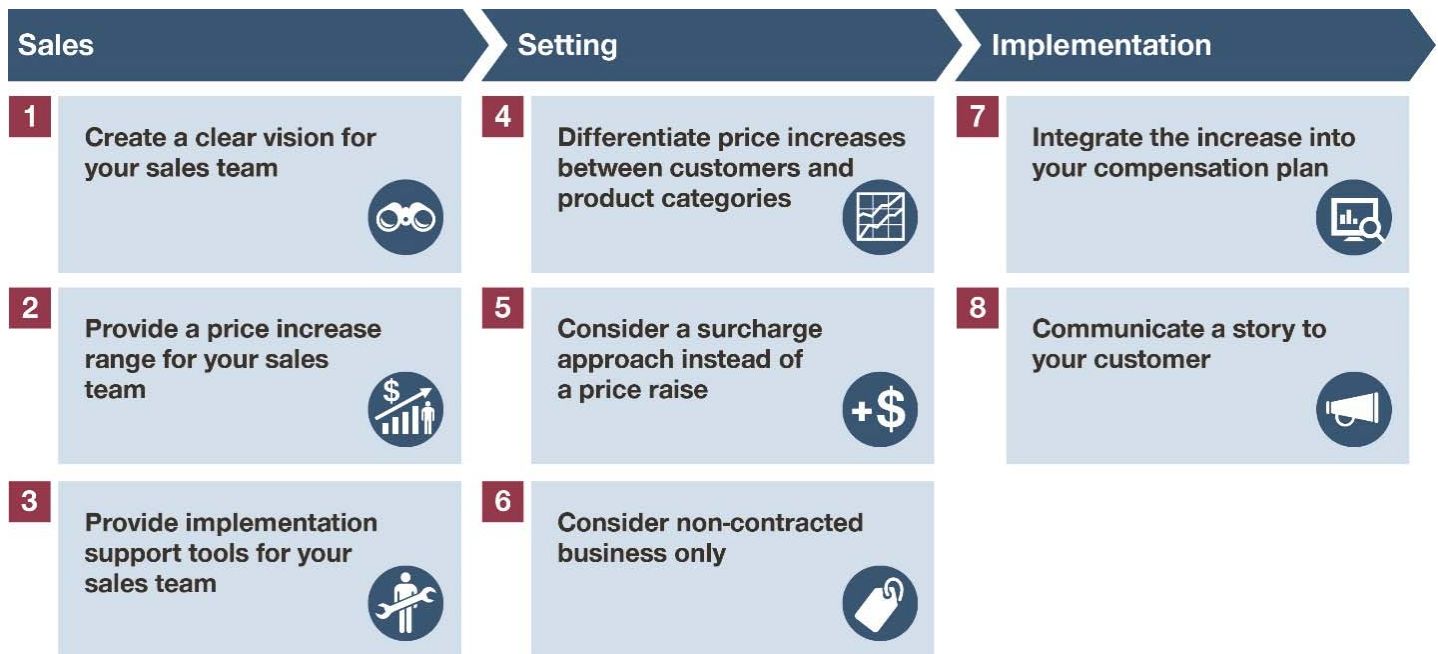 Sales
1
Create a clear vision for
your sales team
2
Provide a price increase
range for your sales
team
$
3
Provide implementation
support tools for your
sales team
Setting
4
Differentiate price increases
between customers and
product categories
5
Consider a surcharge
approach instead of
a price raise
+$
6
Consider non-contracted
business only
Implementation
7
Integrate the increase into
your compensation plan
8
Communicate a story to
your customer